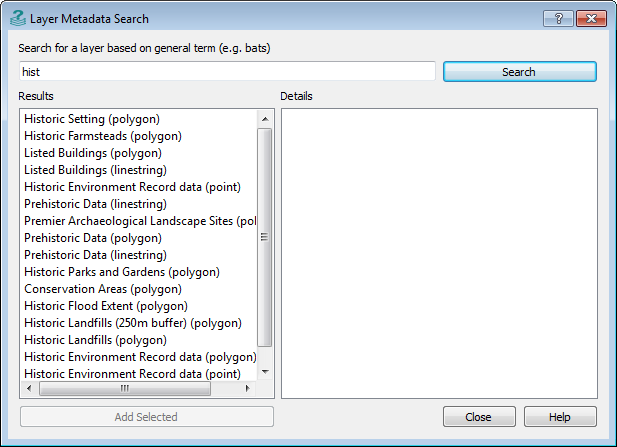 Layer Metadata Search
Search for a layer based on general term (e.g. bats)
hist
Search
Results
Details
Historic Setting (polygon)
Historic Farmsteads (polygon)
Listed Buildings (polygon)
Listed Buildings (linestring)
Historic Environment Record data (point)
Prehistoric Data (linestring)
Premier Archaeological Landscape Sites (pol
Prehistoric Data (polygon)
Prehistoric Data (linestring)
Historic Parks and Gardens (polygon)
Conservation Areas (polygon)
Historic Flood Extent (polygon)
Historic Landfills (250m buffer) (polygon)
Historic Landfills (polygon)
Historic Environment Record data (polygon)
Historic Environment Record data (point)
Add Selected
Close
Help